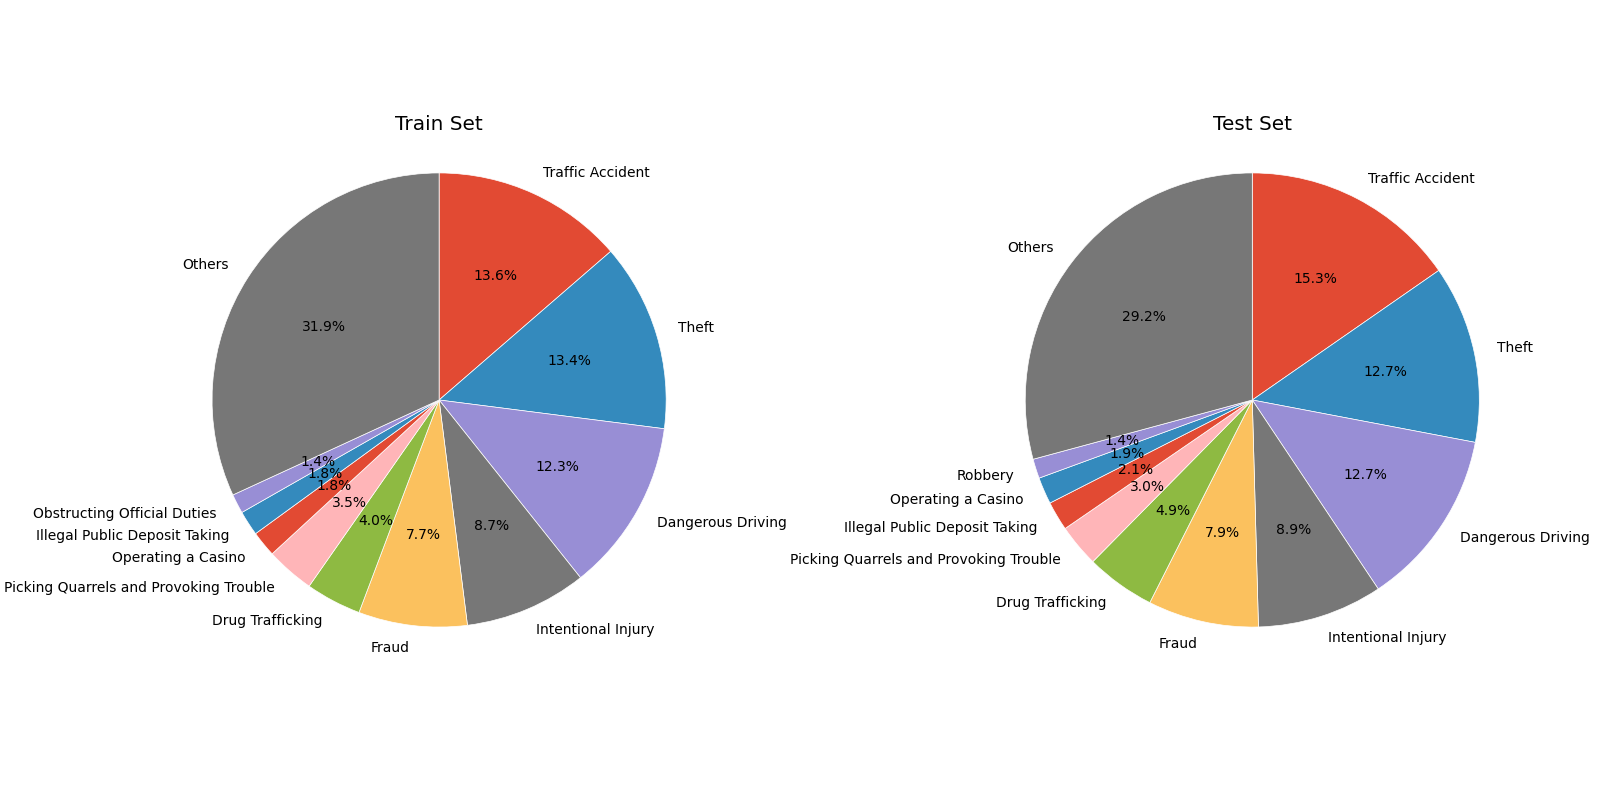 Train Set
Traffic Accident
13.6%
Theft
13.4%
Dangerous Driving
12.3%
Intentional Injury
8.7%
Fraud
7.7%
Drug Trafficking
4.0%
Picking Quarrels and Provoking Trouble
3.5%
Operating a Casino
1.8%
Illegal Public Deposit Taking
1.8%
Obstructing Official Duties
1.4%
Others
31.9%
Test Set
Traffic Accident
15.3%
Theft
12.7%
Dangerous Driving
12.7%
Intentional Injury
8.9%
Fraud
7.9%
Drug Trafficking
4.9%
Picking Quarrels and Provoking Trouble
3.0%
Illegal Public Deposit Taking
2.1%
Operating a Casino
1.9%
Robbery
1.4%
Others
29.2%